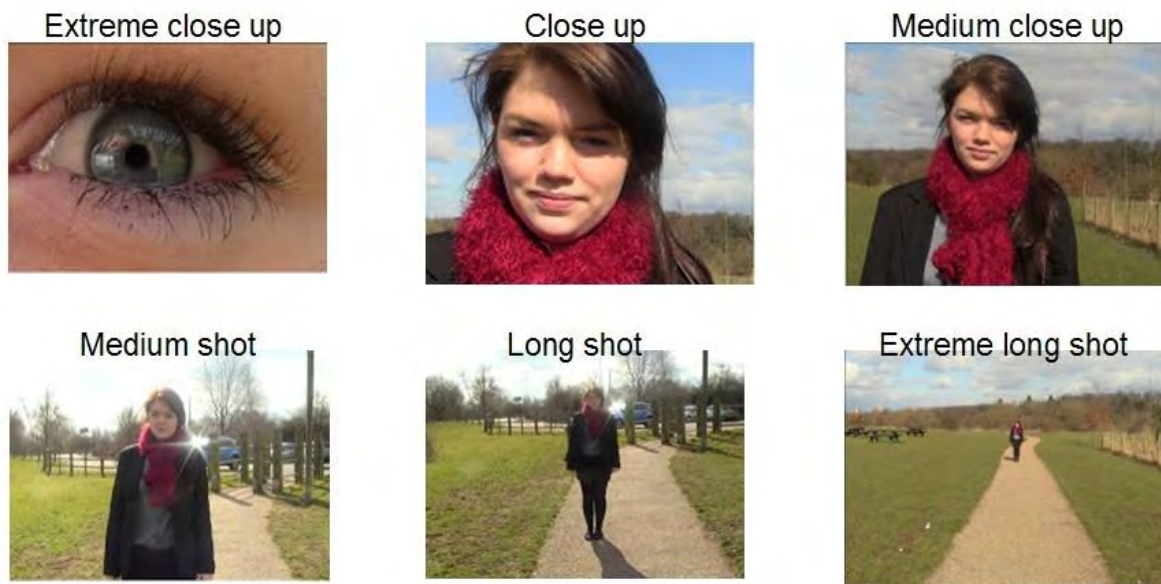 Extreme close up
Close up
Medium close up
Medium shot
Long shot
Extreme long shot